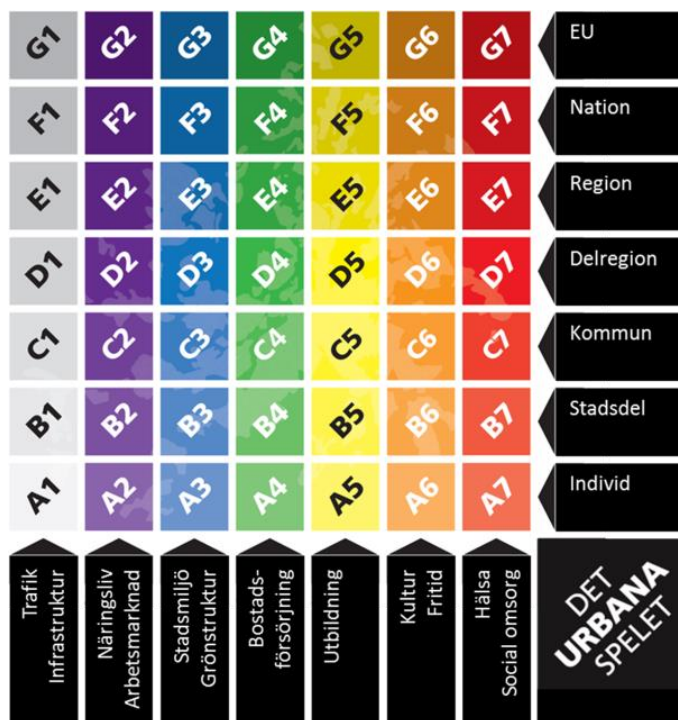 G1 G2 G3 G4 G5 G6 G7 EU
F1 F2 F3 F4 F5 F6 F7 Nation
E1 E2 E3 E4 E5 E6 E7 Region
D1 D2 D3 D4 D5 D6 D7 Delregion
C1 C2 C3 C4 C5 C6 C7 Kommun
B1 B2 B3 B4 B5 B6 B7 Stadsdel
A1 A2 A3 A4 A5 A6 A7 Individ
Trafik
Infrastruktur
Näringsliv
Arbetsmarknad
Stadsmiljö
Grönstruktur
Bostads-
försörjning
Utbildning
Kultur
Fritid
Hälsa
Social omsorg
DET
URBANA
SPELET